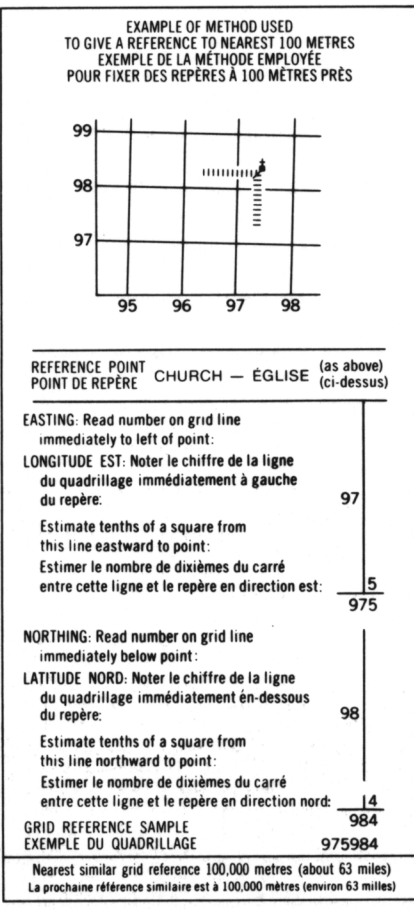 EXAMPLE OF METHOD USED
TO GIVE A REFERENCE TO NEAREST 100 METRES
EXEMPLE DE LA MÉTHODE EMPLOYÉE
POUR FIXER DES REPÈRES À 100 MÈTRES PRÈS
99
98
97
95 96 97 98
REFERENCE POINT
POINT DE REPÈRE
CHURCH — ÉGLISE
(as above)
(ci-dessus)
EASTING: Read number on grid line
immediately to left of point:
LONGITUDE EST: Noter le chiffre de la ligne
du quadrillage immédiatement à gauche
du repère: 97
Estimate tenths of a square from
this line eastward to point:
Estimer le nombre de dixièmes du carré
entre cette ligne et le repère en direction est: 5
975
NORTHING: Read number on grid line
immediately below point:
LATITUDE NORD: Noter le chiffre de la ligne
du quadrillage immédiatement én-dessous
du repère: 98
Estimate tenths of a square from
this line northward to point:
Estimer le nombre de dixièmes du carré
entre cette ligne et le repère en direction nord: 4
984
GRID REFERENCE SAMPLE
EXEMPLE DU QUADRILLAGE 975984
Nearest similar grid reference 100,000 metres (about 63 miles)
La prochaine référence similaire est à 100,000 mètres (environ 63 milles)